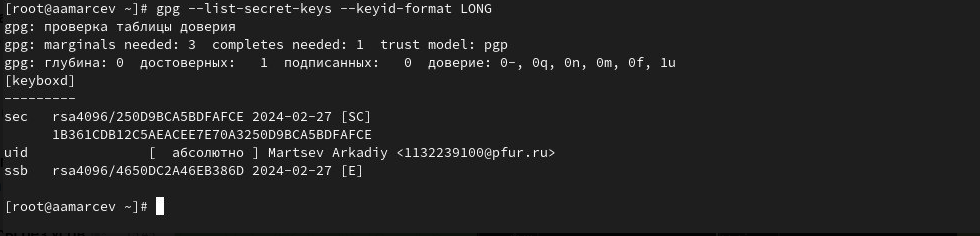 [root@aamarcev ~]# gpg --list-secret-keys --keyid-format LONG
gpg: проверка таблицы доверия
gpg: marginals needed: 3  completes needed: 1  trust model: pgp
gpg: глубина: 0  достоверных:   1  подписанных:   0  доверие: 0-, 0q, 0n, 0m, 0f, 1u
[keyboxd]
---------
sec   rsa4096/250D9BCA5BDFAFCE 2024-02-27 [SC]
      1B361CDB12C5AEACEE7E70A3250D9BCA5BDFAFCE
uid               [  абсолютно ] Martsev Arkadiy <1132239100@pfur.ru>
ssb   rsa4096/4650DC2A46EB386D 2024-02-27 [E]
[root@aamarcev ~]#